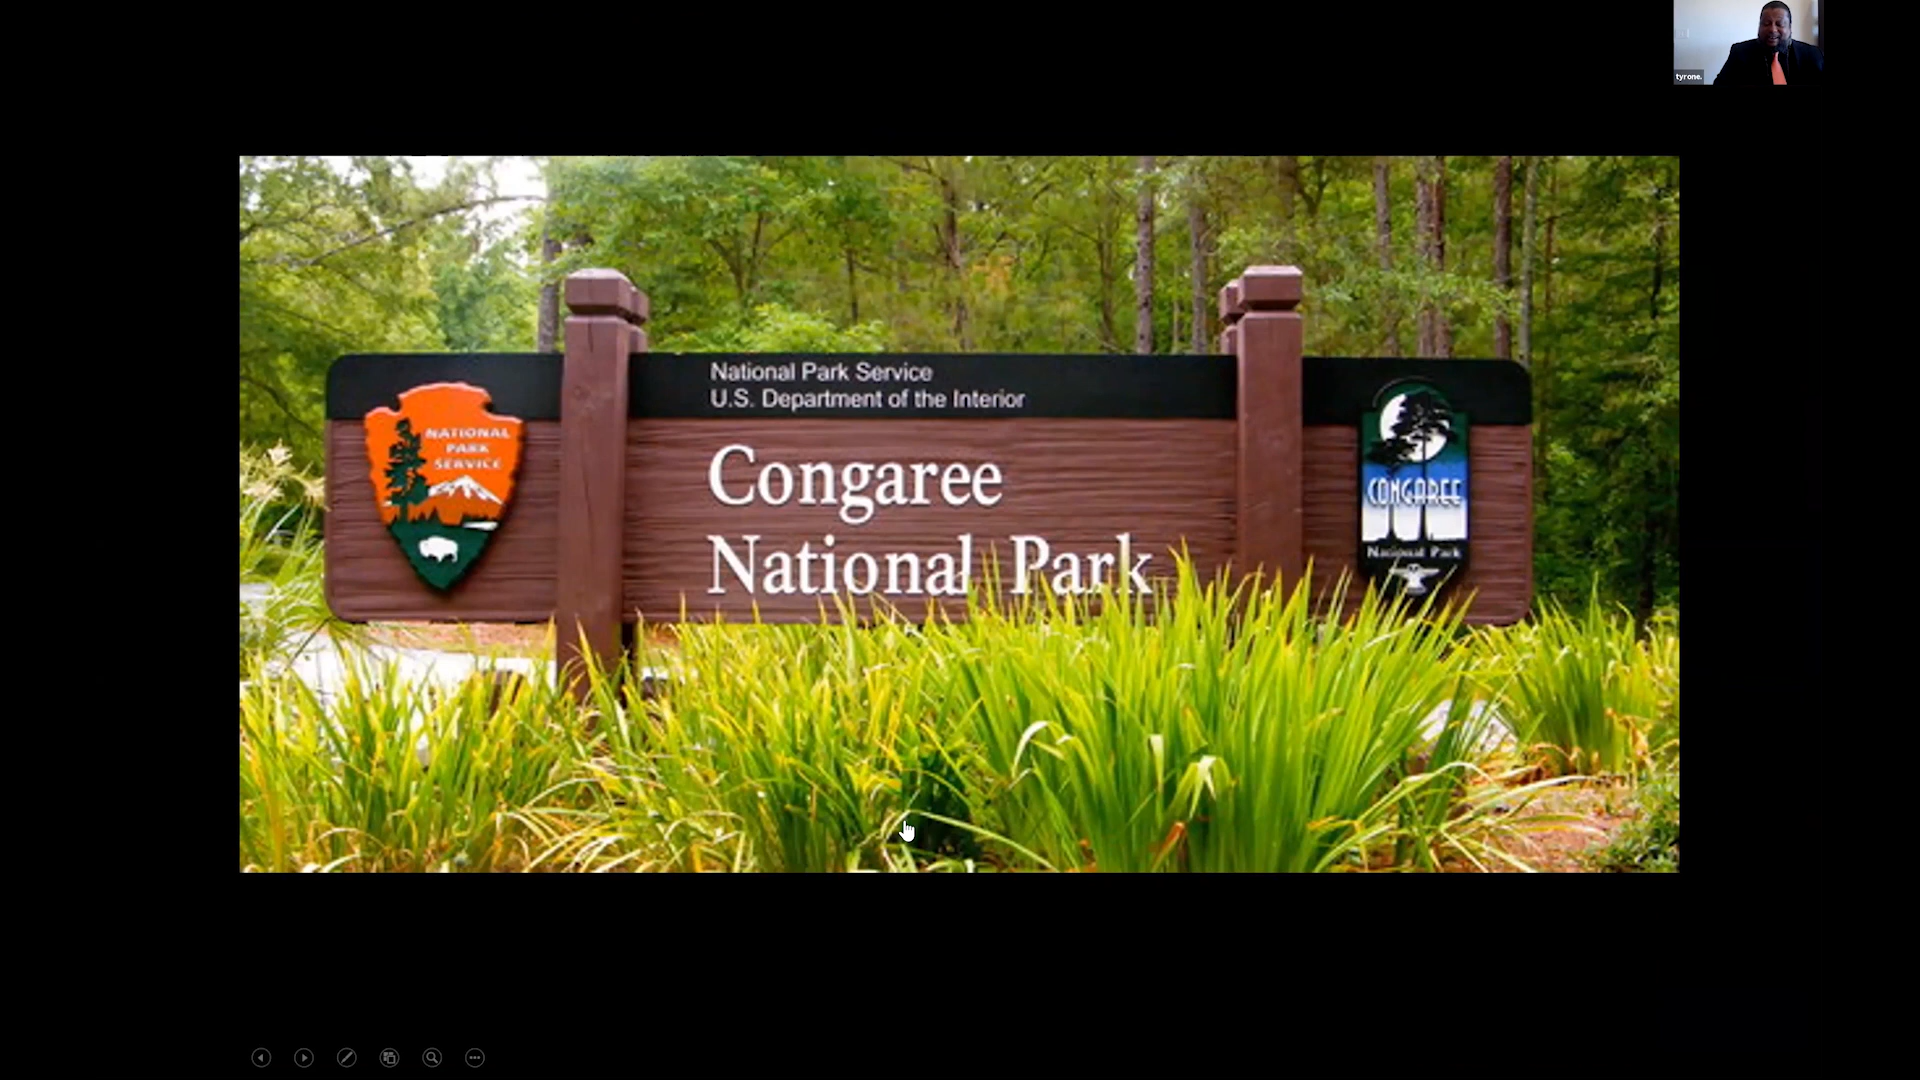 tyrone.
National Park Service
U.S. Department of the Interior
NATIONAL
PARK
SERVICE
Congaree
National Park
CONGAREE
National Park